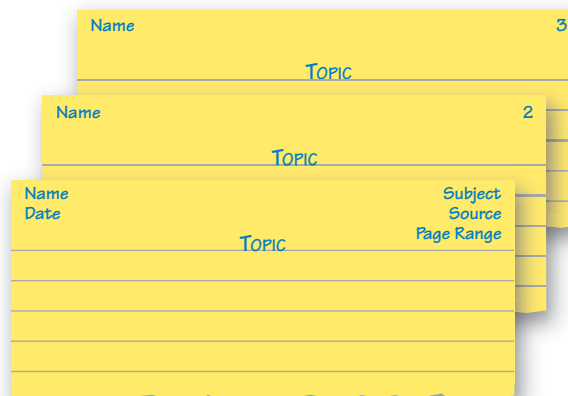 Name 3
Topic
Name 2
Topic
Name Subject
Date Source
Page Range
Topic